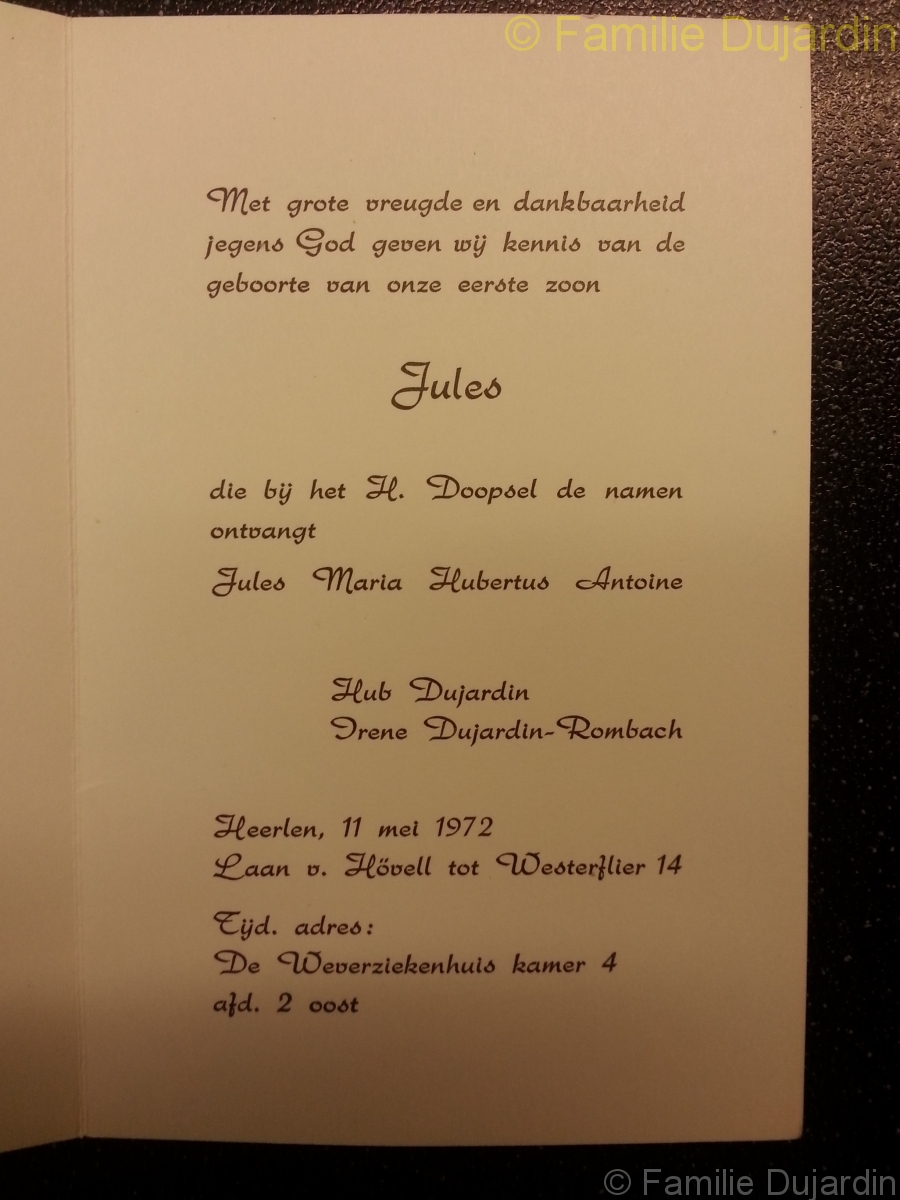 © Familie Dujardin
Met grote vreugde en dankbaarheid
jegens God geven wij kennis van de
geboorte van onze eerste zoon
Jules
die bij het H. Doopsel de namen
ontvangt
Jules Maria Hubertus Antoine
Hub Dujardin
Irene Dujardin-Rombach
Heerlen, 11 mei 1972
Laan v. Hövell tot Westerflier 14
Tijd. adres:
De Weverziekenhuis kamer 4
afd. 2 oost
© Familie Dujardin